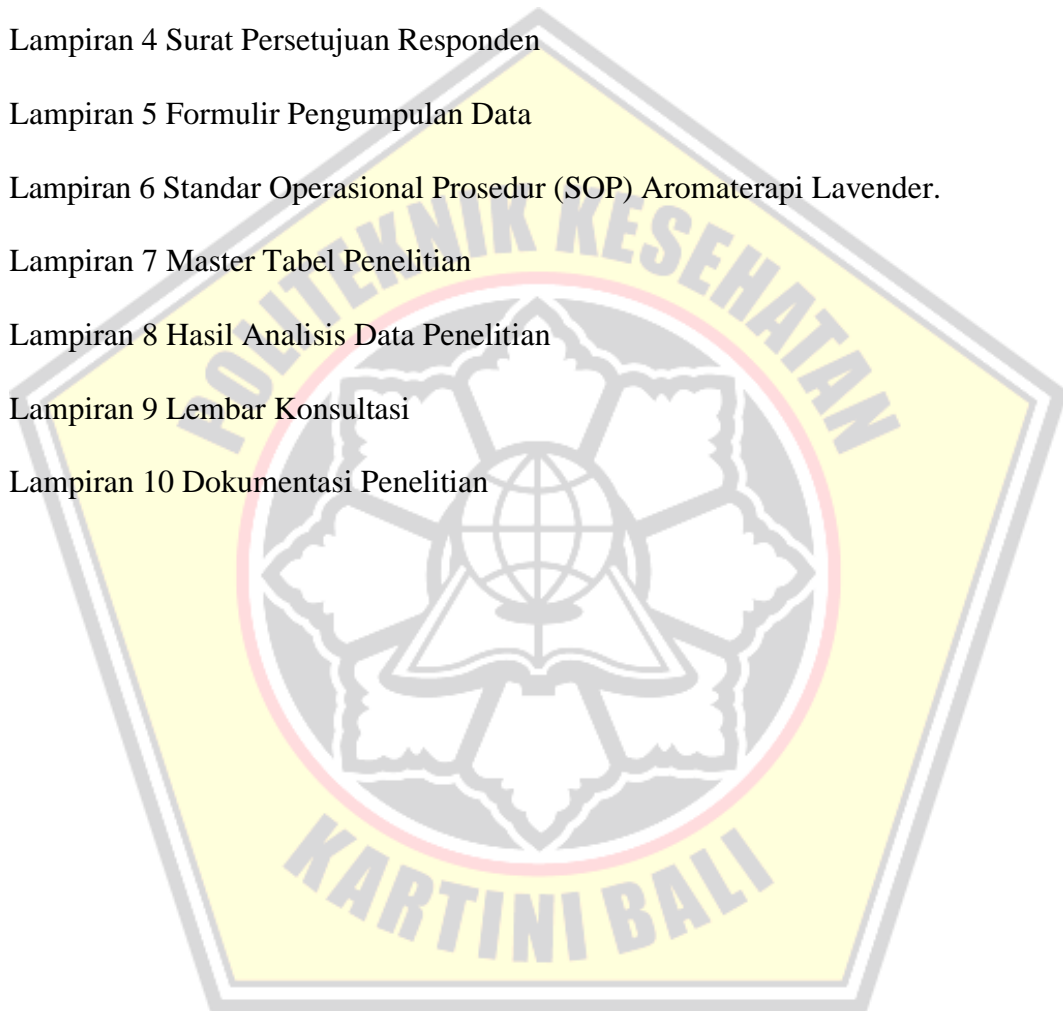 Lampiran 4 Surat Persetujuan Responden
Lampiran 5 Formulir Pengumpulan Data
Lampiran 6 Standar Operasional Prosedur (SOP) Aromaterapi Lavender.
Lampiran 7 Master Tabel Penelitian
Lampiran 8 Hasil Analisis Data Penelitian
Lampiran 9 Lembar Konsultasi
Lampiran 10 Dokumentasi Penelitian
POLITEKNIK KESEHATAN
KARTINI BALI